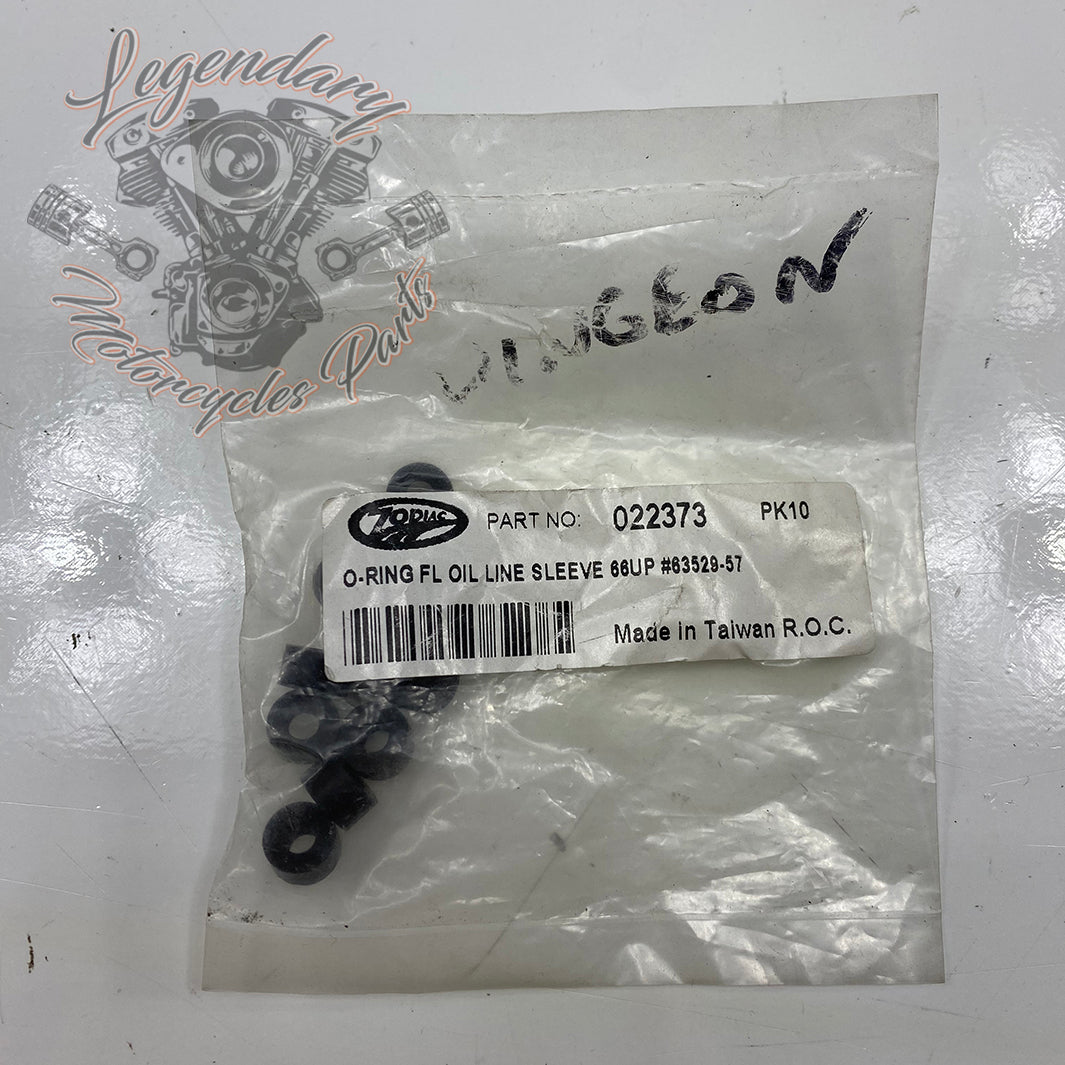 Legendary
Motorcycles Parts
VINGEON
ZODIAC
PART NO: 022373 PK10
O-RING FL OIL LINE SLEEVE 66UP #63529-57
Made in Taiwan R.O.C.